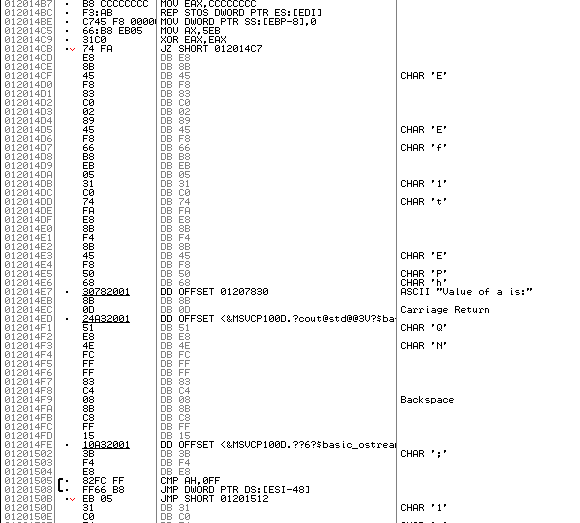 012014B7 · B8 CCCCCCCC MOV EAX,CCCCCCCC
012014BC · F3:AB REP STOS DWORD PTR ES:[EDI]
012014BE · C745 F8 00000 MOV DWORD PTR SS:[EBP-8],0
012014C5 · 66:B8 EB05 MOV AX,5EB
012014C9 · 31C0 XOR EAX,EAX
012014CB · 74 FA JZ SHORT 012014C7
012014CD E8 DB E8
012014CE 8B DB 8B
012014CF 45 DB 45 CHAR 'E'
012014D0 F8 DB F8
012014D1 83 DB 83
012014D2 C0 DB C0
012014D3 02 DB 02
012014D4 89 DB 89
012014D5 45 DB 45 CHAR 'E'
012014D6 F8 DB F8
012014D7 66 DB 66 CHAR 'f'
012014D8 B8 DB B8
012014D9 EB DB EB
012014DA 05 DB 05
012014DB 31 DB 31 CHAR '1'
012014DC C0 DB C0
012014DD 74 DB 74 CHAR 't'
012014DE FA DB FA
012014DF E8 DB E8
012014E0 8B DB 8B
012014E1 F4 DB F4
012014E2 8B DB 8B
012014E3 45 DB 45 CHAR 'E'
012014E4 F8 DB F8
012014E5 50 DB 50 CHAR 'P'
012014E6 68 DB 68 CHAR 'h'
012014E7 · 30782001 DD OFFSET 01207830 ASCII "Value of a is:"
012014EB 8B DB 8B
012014EC 0D DB 0D Carriage Return
012014ED · 24A32001 DD OFFSET <&MSVCP100D.?cout@std@@3V?$ba
012014F1 51 DB 51 CHAR 'Q'
012014F2 E8 DB E8
012014F3 4E DB 4E CHAR 'N'
012014F4 FC DB FC
012014F5 FF DB FF
012014F6 FF DB FF
012014F7 83 DB 83
012014F8 C4 DB C4
012014F9 08 DB 08 Backspace
012014FA 8B DB 8B
012014FB C8 DB C8
012014FC FF DB FF
012014FD 15 DB 15
012014FE · 10A32001 DD OFFSET <&MSVCP100D.??6?$basic_ostrea
01201502 3B DB 3B CHAR ';'
01201503 F4 DB F4
01201504 E8 DB E8
01201505 · 82FC FF CMP AH,0FF
01201508 · FF66 B8 JMP DWORD PTR DS:[ESI-48]
0120150B · EB 05 JMP SHORT 01201512
0120150D 31 DB 31 CHAR '1'
0120150E C0 DB C0